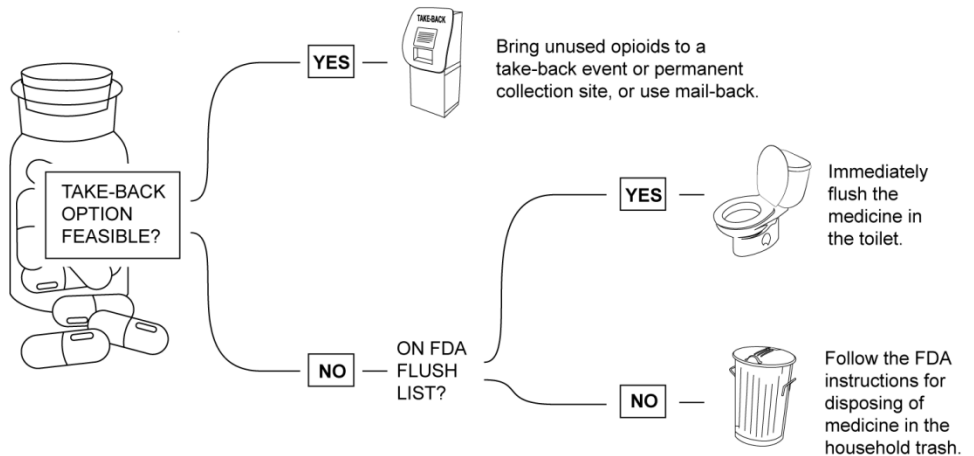 TAKE-BACK
OPTION
FEASIBLE?
YES
TAKE-BACK
Bring unused opioids to a
take-back event or permanent
collection site, or use mail-back.
NO
ON FDA
FLUSH
LIST?
YES
Immediately
flush the
medicine in
the toilet.
NO
Follow the FDA
instructions for
disposing of
medicine in the
household trash.